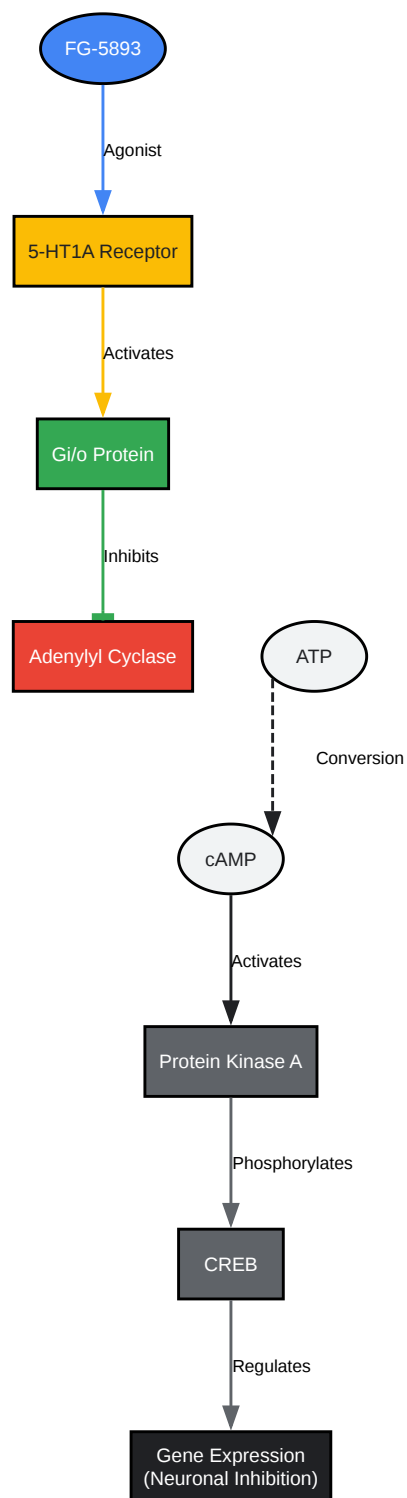 FG-5893
Agonist
5-HT1A Receptor
Activates
Gi/o Protein
Inhibits
Adenylyl Cyclase
ATP
Conversion
cAMP
Activates
Protein Kinase A
Phosphorylates
CREB
Regulates
Gene Expression
(Neuronal Inhibition)